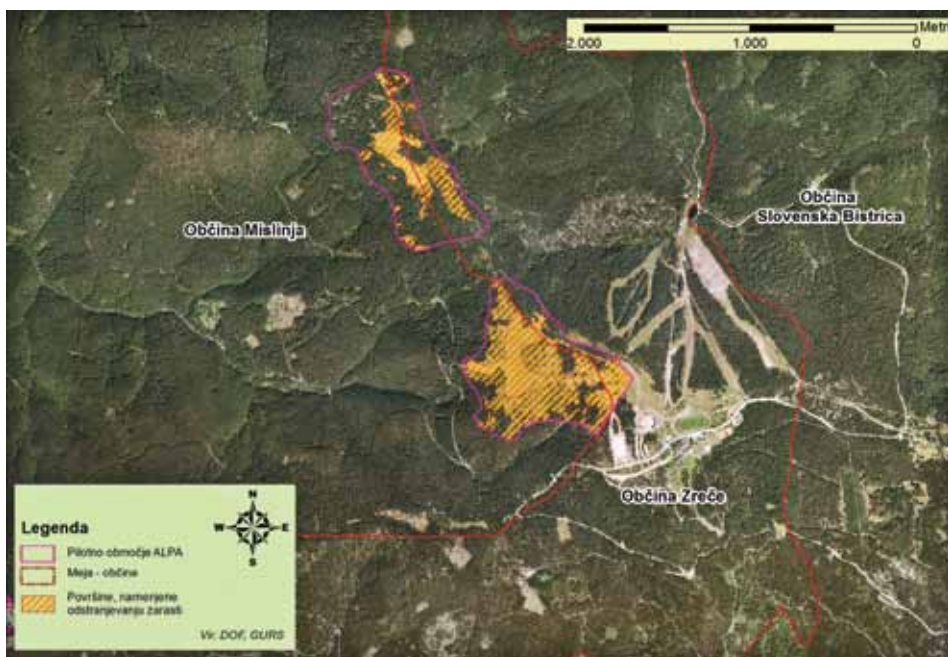 Metri
2.000
1.000
0
Občina
Slovenska Bistrica
Občina Mislinja
Občina Zreče
N
W
E
S
Legenda
Pilotno območje ALPA
Meja - občine
Površine, namenjene
odstranjevanju zarasti
Vir: DOF, GURS